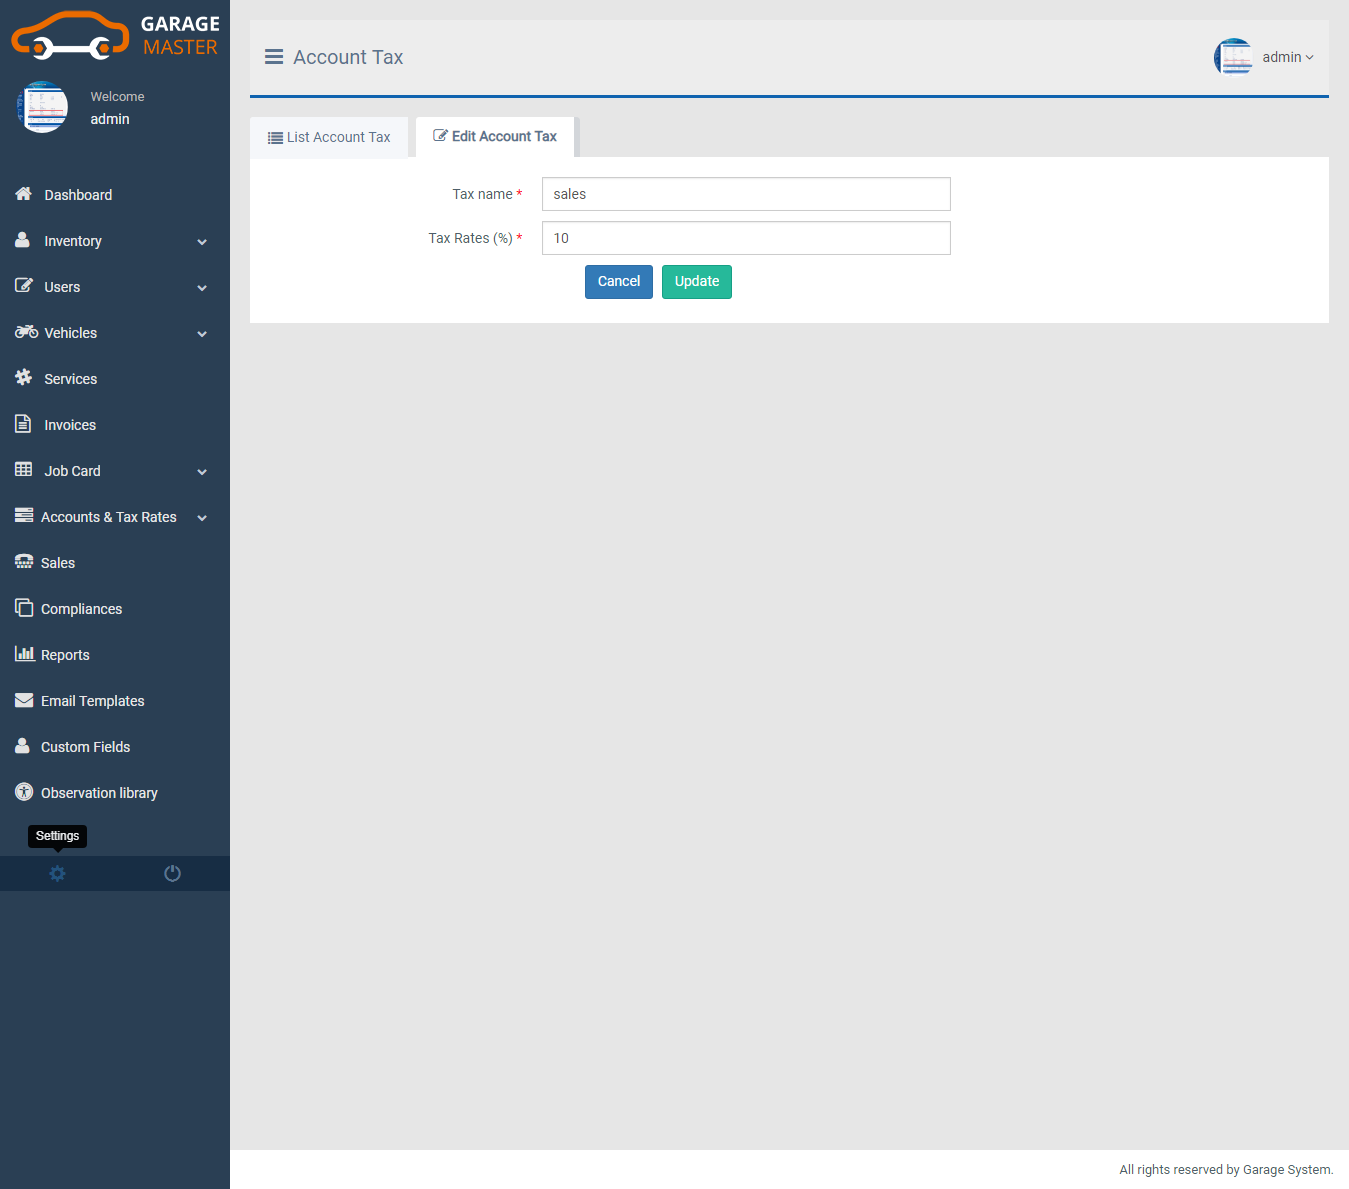 GARAGE
MASTER
Welcome
admin
Dashboard
Inventory
Users
Vehicles
Services
Invoices
Job Card
Accounts & Tax Rates
Sales
Compliances
Reports
Email Templates
Custom Fields
Observation library
Settings
Account Tax
admin
List Account Tax
Edit Account Tax
Tax name *
sales
Tax Rates (%) *
10
Cancel
Update
All rights reserved by Garage System.